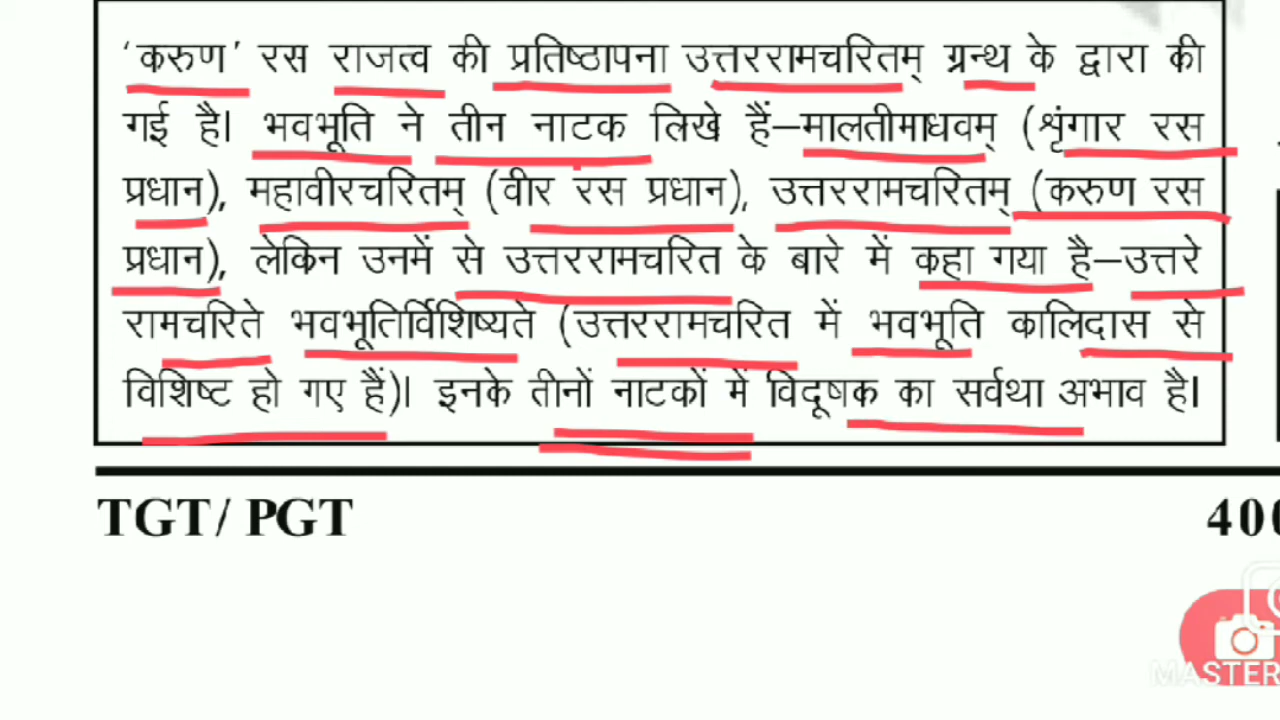 ‘करुण’ रस राजत्व की प्रतिष्ठापना उत्तररामचरितम् ग्रन्थ के द्वारा की
गई है। भवभूति ने तीन नाटक लिखे हैं–मालतीमाधवम् (शृंगार रस
प्रधान), महावीरचरितम् (वीर रस प्रधान), उत्तररामचरितम् (करुण रस
प्रधान), लेकिन उनमें से उत्तररामचरित के बारे में कहा गया है–उत्तरे
रामचरिते भवभूतिर्विशिष्यते (उत्तररामचरित में भवभूति कालिदास से
विशिष्ट हो गए हैं)। इनके तीनों नाटकों में विदूषक का सर्वथा अभाव है।
TGT/ PGT
400
MASTER